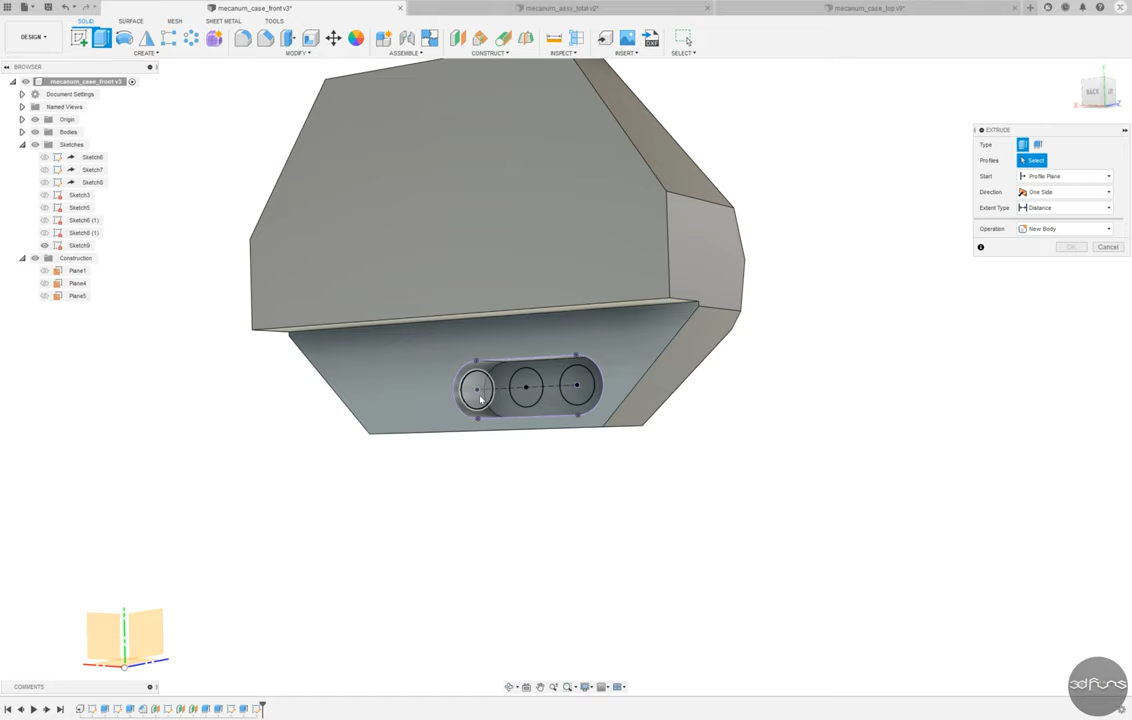 mecanum_case_front v3*
mecanum_assy_total v2*
mecanum_case_top v9*
SOLID
SURFACE
MESH
SHEET METAL
TOOLS
DESIGN
CREATE
MODIFY
ASSEMBLE
CONSTRUCT
INSPECT
INSERT
SELECT
BROWSER
mecanum_case_front v3
Document Settings
Named Views
Origin
Bodies
Sketches
Sketch6
Sketch7
Sketch8
Sketch3
Sketch5
Sketch6 (1)
Sketch8 (1)
Sketch9
Construction
Plane1
Plane4
Plane5
BACK
EXTRUDE
Type
Profiles
Select
Start
Profile Plane
Direction
One Side
Extent Type
Distance
Operation
New Body
OK
Cancel
COMMENTS
3dFuns